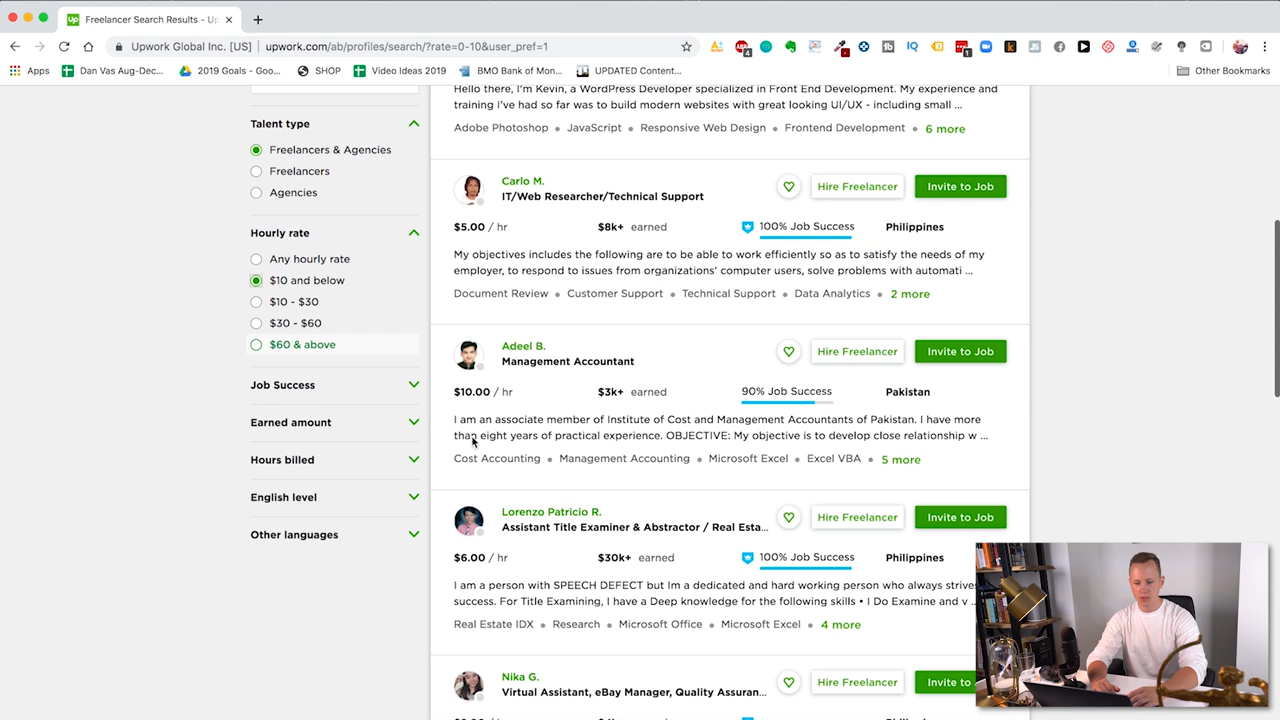 Freelancer Search Results - Up
Upwork Global Inc. [US] | upwork.com/ab/profiles/search/?rate=0-10&user_pref=1
Apps
Dan Vas Aug-Dec...
2019 Goals - Goo...
SHOP
Video Ideas 2019
BMO Bank of Mon...
UPDATED Content...
Other Bookmarks
Talent type
Freelancers & Agencies
Freelancers
Agencies
Hourly rate
Any hourly rate
$10 and below
$10 - $30
$30 - $60
$60 & above
Job Success
Earned amount
Hours billed
English level
Other languages
Hello there, I'm Kevin, a WordPress Developer specialized in Front End Development. My experience and
training I've had so far was to build modern websites with great looking UI/UX - including small ...
Adobe Photoshop • JavaScript • Responsive Web Design • Frontend Development • 6 more
Carlo M.
IT/Web Researcher/Technical Support
Hire Freelancer
Invite to Job
$5.00 / hr $8k+ earned 100% Job Success Philippines
My objectives includes the following are to be able to work efficiently so as to satisfy the needs of my
employer, to respond to issues from organizations' computer users, solve problems with automati ...
Document Review • Customer Support • Technical Support • Data Analytics • 2 more
Adeel B.
Management Accountant
Hire Freelancer
Invite to Job
$10.00 / hr $3k+ earned 90% Job Success Pakistan
I am an associate member of Institute of Cost and Management Accountants of Pakistan. I have more
than eight years of practical experience. OBJECTIVE: My objective is to develop close relationship w ...
Cost Accounting • Management Accounting • Microsoft Excel • Excel VBA • 5 more
Lorenzo Patricio R.
Assistant Title Examiner & Abstractor / Real Esta...
Hire Freelancer
Invite to Job
$6.00 / hr $30k+ earned 100% Job Success Philippines
I am a person with SPEECH DEFECT but Im a dedicated and hard working person who always strives
success. For Title Examining, I have a Deep knowledge for the following skills • I Do Examine and v ...
Real Estate IDX • Research • Microsoft Office • Microsoft Excel • 4 more
Nika G.
Virtual Assistant, eBay Manager, Quality Assuran...
Hire Freelancer
Invite to